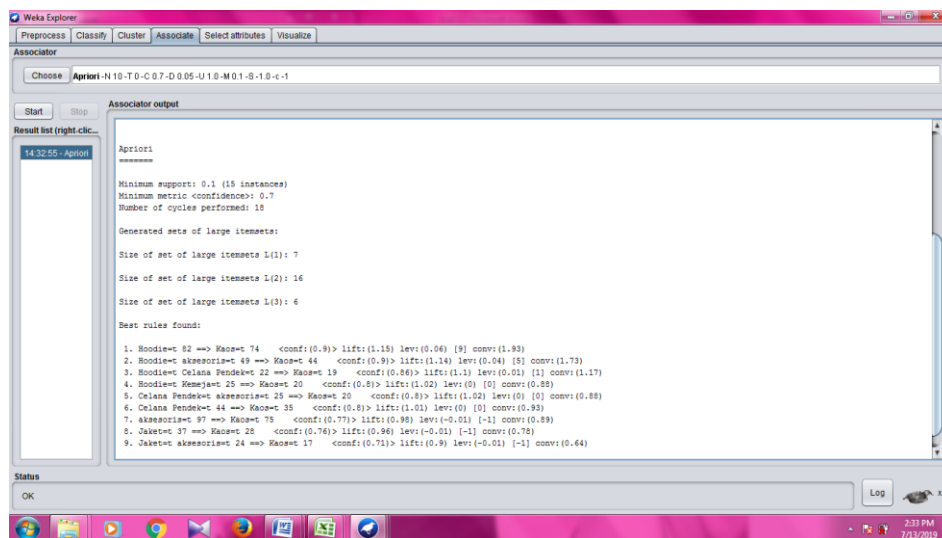 Weka Explorer
Preprocess Classify Cluster Associate Select attributes Visualize
Associator
Choose Apriori -N 10 -T 0 -C 0.7 -D 0.05 -U 1.0 -M 0.1 -S -1.0 -c -1
Start Stop
Associator output
Result list (right-clic...
14:32:55 - Apriori
Apriori
=======
Minimum support: 0.1 (15 instances)
Minimum metric <confidence>: 0.7
Number of cycles performed: 18
Generated sets of large itemsets:
Size of set of large itemsets L(1): 7
Size of set of large itemsets L(2): 16
Size of set of large itemsets L(3): 6
Best rules found:
1. Hoodie=t 82 ==> Kaos=t 74 <conf:(0.9)> lift:(1.15) lev:(0.06) [9] conv:(1.93)
2. Hoodie=t aksesoris=t 49 ==> Kaos=t 44 <conf:(0.9)> lift:(1.14) lev:(0.04) [5] conv:(1.73)
3. Hoodie=t Celana Pendek=t 22 ==> Kaos=t 19 <conf:(0.86)> lift:(1.1) lev:(0.01) [1] conv:(1.17)
4. Hoodie=t Kemeja=t 25 ==> Kaos=t 20 <conf:(0.8)> lift:(1.02) lev:(0) [0] conv:(0.88)
5. Celana Pendek=t aksesoris=t 25 ==> Kaos=t 20 <conf:(0.8)> lift:(1.02) lev:(0) [0] conv:(0.88)
6. Celana Pendek=t 44 ==> Kaos=t 35 <conf:(0.8)> lift:(1.01) lev:(0) [0] conv:(0.93)
7. aksesoris=t 97 ==> Kaos=t 75 <conf:(0.77)> lift:(0.98) lev:(-0.01) [-1] conv:(0.89)
8. Jaket=t 37 ==> Kaos=t 28 <conf:(0.76)> lift:(0.96) lev:(-0.01) [-1] conv:(0.78)
9. Jaket=t aksesoris=t 24 ==> Kaos=t 17 <conf:(0.71)> lift:(0.9) lev:(-0.01) [-1] conv:(0.64)
Status
OK
Log
x
2:33 PM
7/13/2019